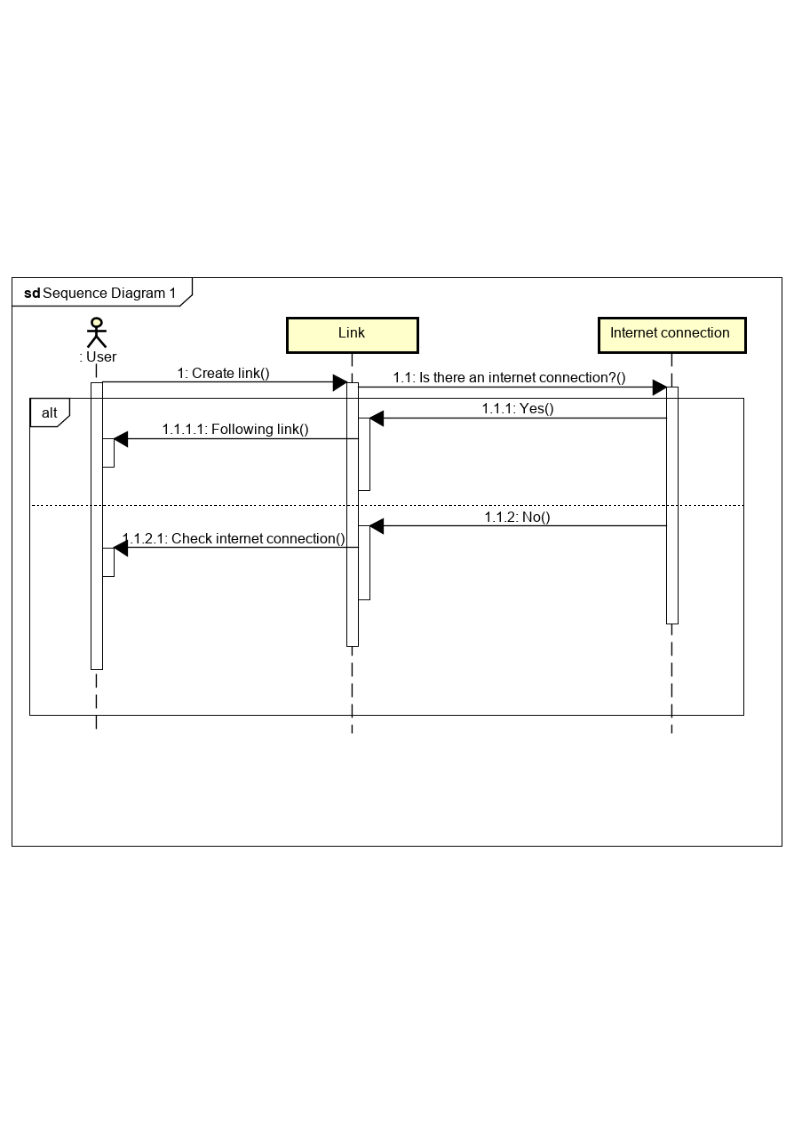 sd Sequence Diagram 1
: User
Link
Internet connection
1: Create link()
1.1: Is there an internet connection?()
alt
1.1.1: Yes()
1.1.1.1: Following link()
1.1.2: No()
1.1.2.1: Check internet connection()